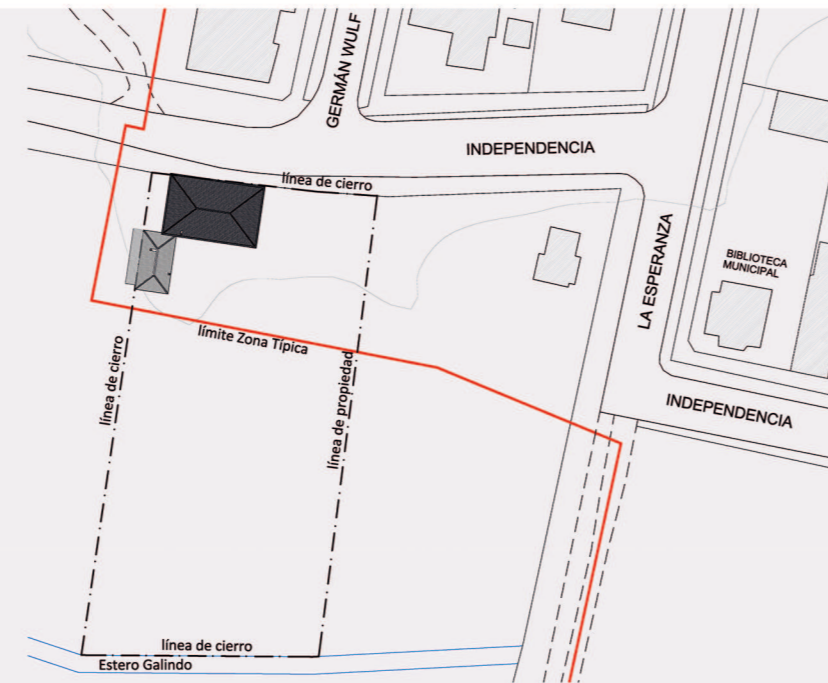 GERMÁN WULF
INDEPENDENCIA
línea de cierro
LA ESPERANZA
BIBLIOTECA
MUNICIPAL
límite Zona Típica
línea de cierro
línea de propiedad
INDEPENDENCIA
línea de cierro
Estero Galindo